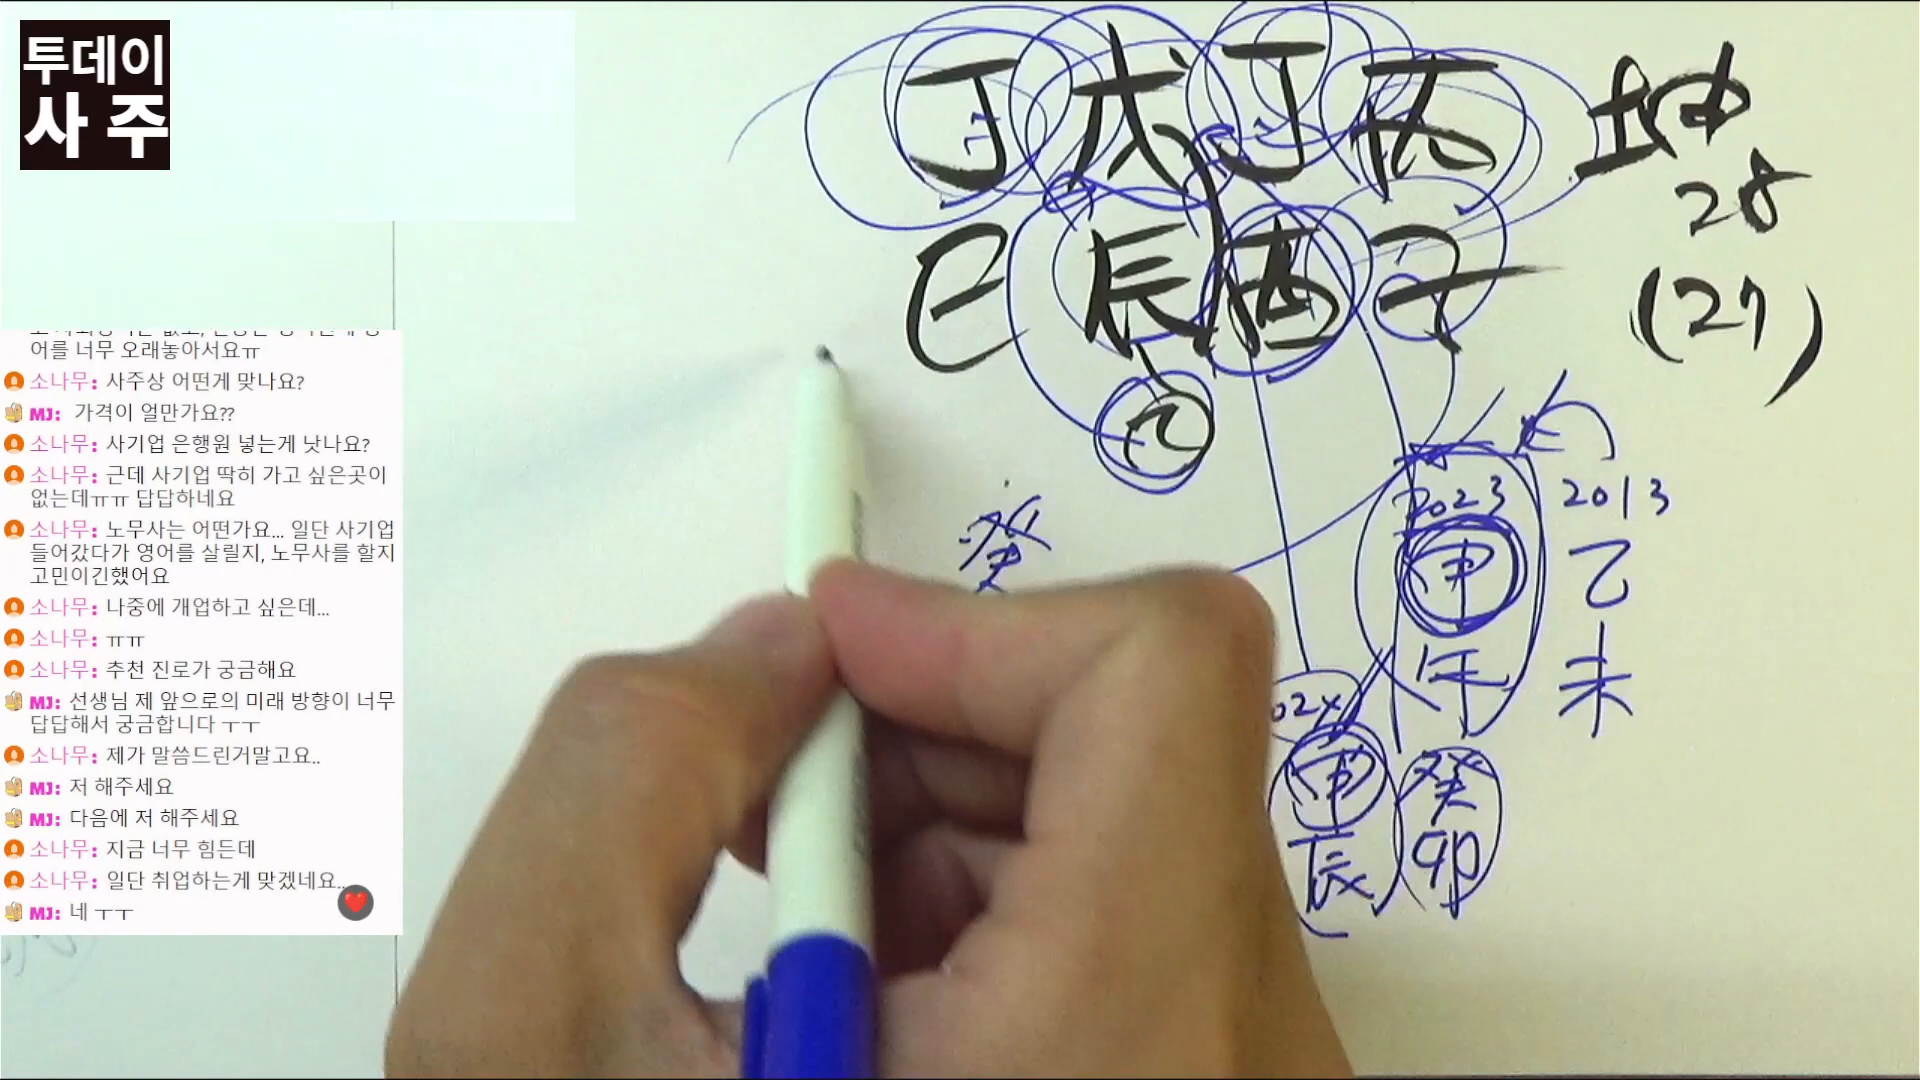 투데이
사주
어를 너무 오래놓아서요ㅠ
소나무: 사주상 어떤게 맞나요?
MJ: 가격이 얼만가요??
소나무: 사기업 은행원 넣는게 낫나요?
소나무: 근데 사기업 딱히 가고 싶은곳이
없는데ㅠㅠ 답답하네요
소나무: 노무사는 어떤가요... 일단 사기업
들어갔다가 영어를 살릴지, 노무사를 할지
고민이긴했어요
소나무: 나중에 개업하고 싶은데...
소나무: ㅠㅠ
소나무: 추천 진로가 궁금해요
MJ: 선생님 제 앞으로의 미래 방향이 너무
답답해서 궁금합니다 ㅜㅜ
소나무: 제가 말씀드린거말고요..
MJ: 저 해주세요
MJ: 다음에 저 해주세요
소나무: 지금 너무 힘든데
소나무: 일단 취업하는게 맞겠네요..
MJ: 네 ㅜㅜ
丁 戊 丁 丙 坤
28
巳 辰 酉 子
(27)
乙
2023 2013
癸 甲 乙
午 未
甲 癸
辰 卯